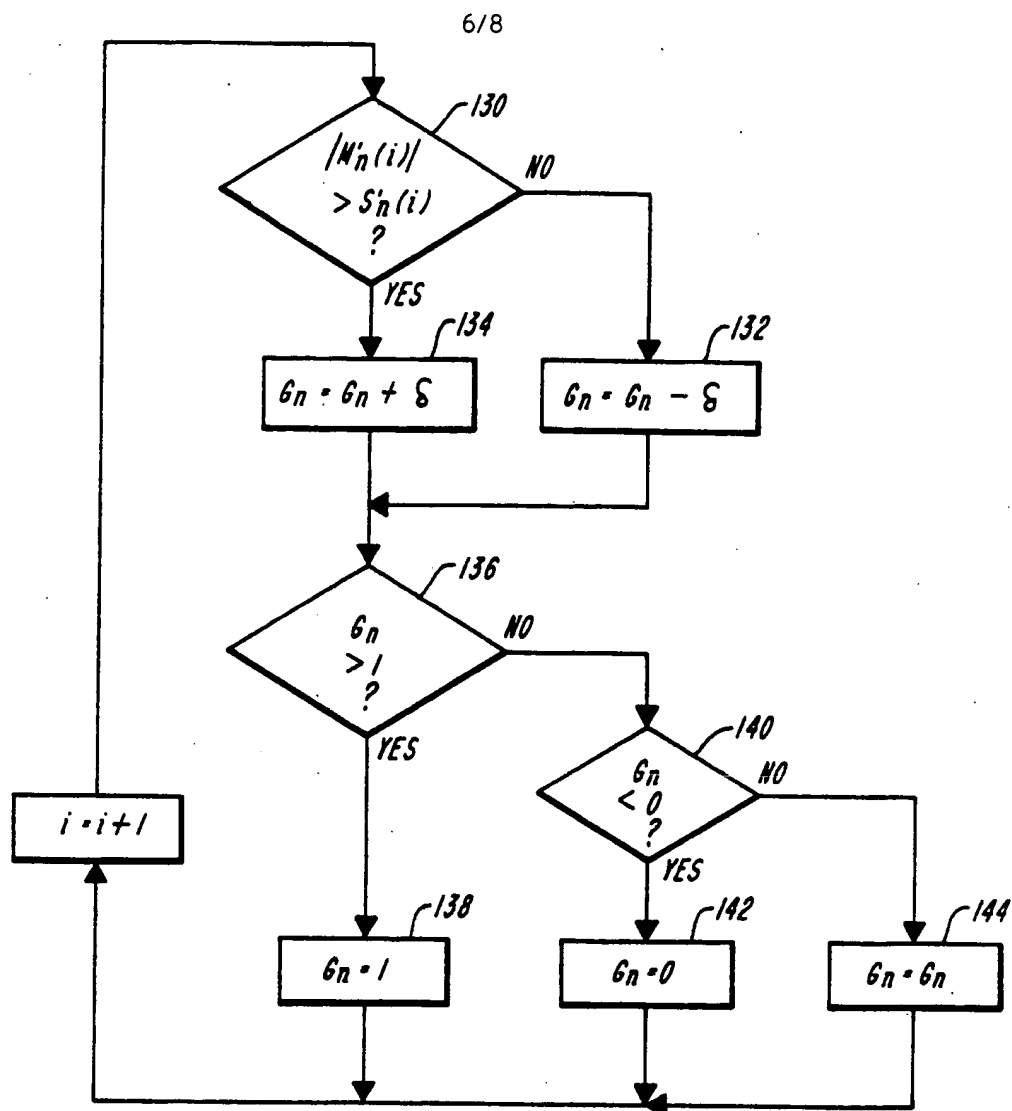 6/8
130
|M'n(i)|
> S'n(i)
?
NO
YES
134
132
Gn = Gn + δ
Gn = Gn - δ
136
Gn
> 1
?
NO
YES
140
Gn
< 0
?
NO
YES
i = i + 1
138
142
144
Gn = 1
Gn = 0
Gn = Gn